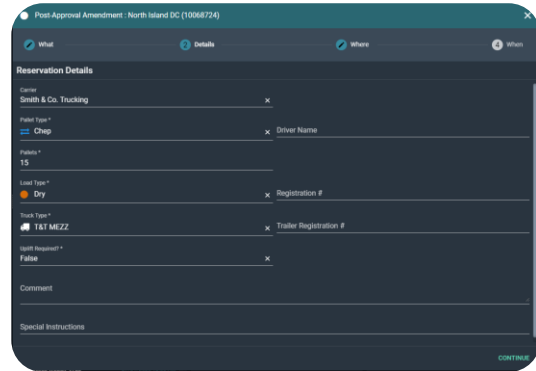 Post-Approval Amendment : North Island DC (10068724)
What
2 Details
Where
4 When
Reservation Details
Carrier
Smith & Co. Trucking
Pallet Type *
Chep
Driver Name
Pallets *
15
Load Type *
Dry
Registration #
Truck Type *
T&T MEZZ
Trailer Registration #
Uplift Required? *
False
Comment
Special Instructions
CONTINUE